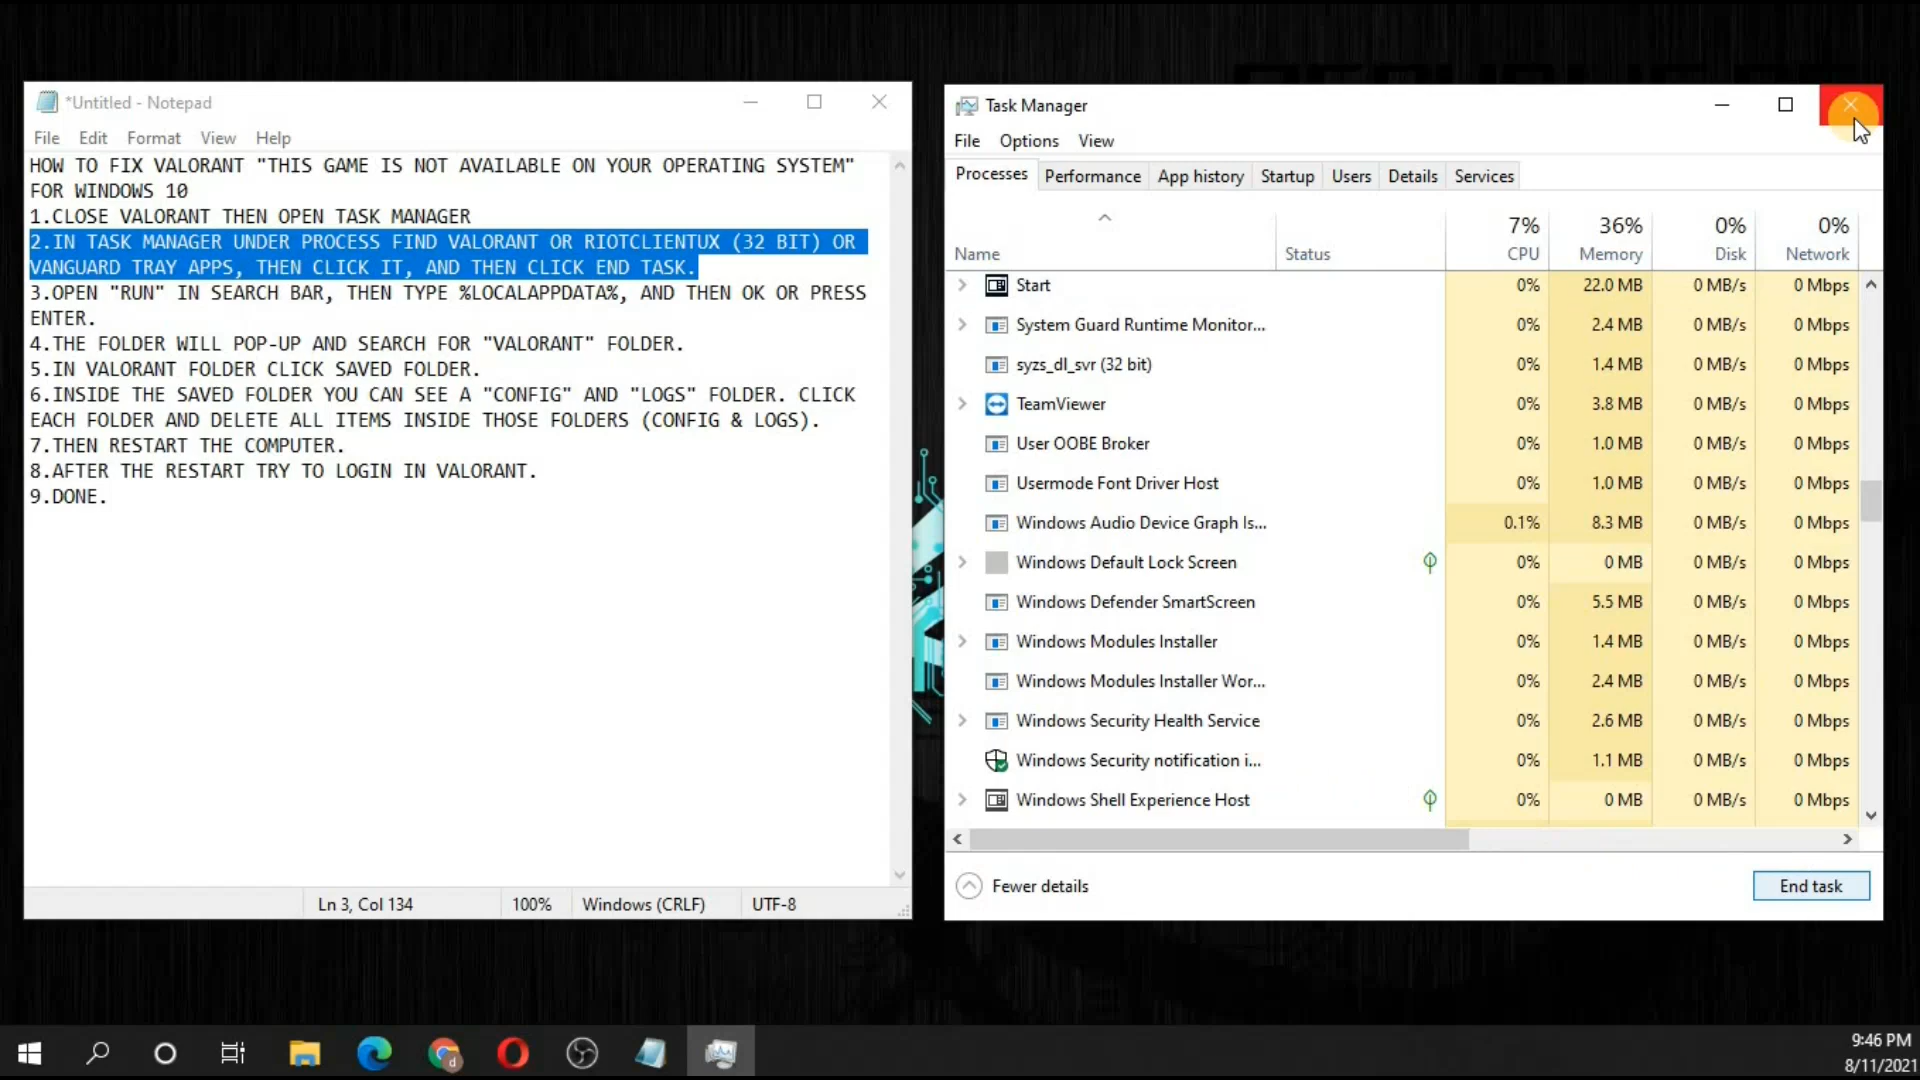 *Untitled - Notepad
File Edit Format View Help
HOW TO FIX VALORANT "THIS GAME IS NOT AVAILABLE ON YOUR OPERATING SYSTEM"
FOR WINDOWS 10
1.CLOSE VALORANT THEN OPEN TASK MANAGER
2.IN TASK MANAGER UNDER PROCESS FIND VALORANT OR RIOTCLIENTUX (32 BIT) OR
VANGUARD TRAY APPS, THEN CLICK IT, AND THEN CLICK END TASK.
3.OPEN "RUN" IN SEARCH BAR, THEN TYPE %LOCALAPPDATA%, AND THEN OK OR PRESS
ENTER.
4.THE FOLDER WILL POP-UP AND SEARCH FOR "VALORANT" FOLDER.
5.IN VALORANT FOLDER CLICK SAVED FOLDER.
6.INSIDE THE SAVED FOLDER YOU CAN SEE A "CONFIG" AND "LOGS" FOLDER. CLICK
EACH FOLDER AND DELETE ALL ITEMS INSIDE THOSE FOLDERS (CONFIG & LOGS).
7.THEN RESTART THE COMPUTER.
8.AFTER THE RESTART TRY TO LOGIN IN VALORANT.
9.DONE.
Ln 3, Col 134 100% Windows (CRLF) UTF-8
Task Manager
File Options View
Processes Performance App history Startup Users Details Services
7% 36% 0% 0%
Name Status CPU Memory Disk Network
Start 0% 22.0 MB 0 MB/s 0 Mbps
System Guard Runtime Monitor... 0% 2.4 MB 0 MB/s 0 Mbps
syzs_dl_svr (32 bit) 0% 1.4 MB 0 MB/s 0 Mbps
TeamViewer 0% 3.8 MB 0 MB/s 0 Mbps
User OOBE Broker 0% 1.0 MB 0 MB/s 0 Mbps
Usermode Font Driver Host 0% 1.0 MB 0 MB/s 0 Mbps
Windows Audio Device Graph Is... 0.1% 8.3 MB 0 MB/s 0 Mbps
Windows Default Lock Screen 0% 0 MB 0 MB/s 0 Mbps
Windows Defender SmartScreen 0% 5.5 MB 0 MB/s 0 Mbps
Windows Modules Installer 0% 1.4 MB 0 MB/s 0 Mbps
Windows Modules Installer Wor... 0% 2.4 MB 0 MB/s 0 Mbps
Windows Security Health Service 0% 2.6 MB 0 MB/s 0 Mbps
Windows Security notification i... 0% 1.1 MB 0 MB/s 0 Mbps
Windows Shell Experience Host 0% 0 MB 0 MB/s 0 Mbps
Fewer details End task
9:46 PM
8/11/2021